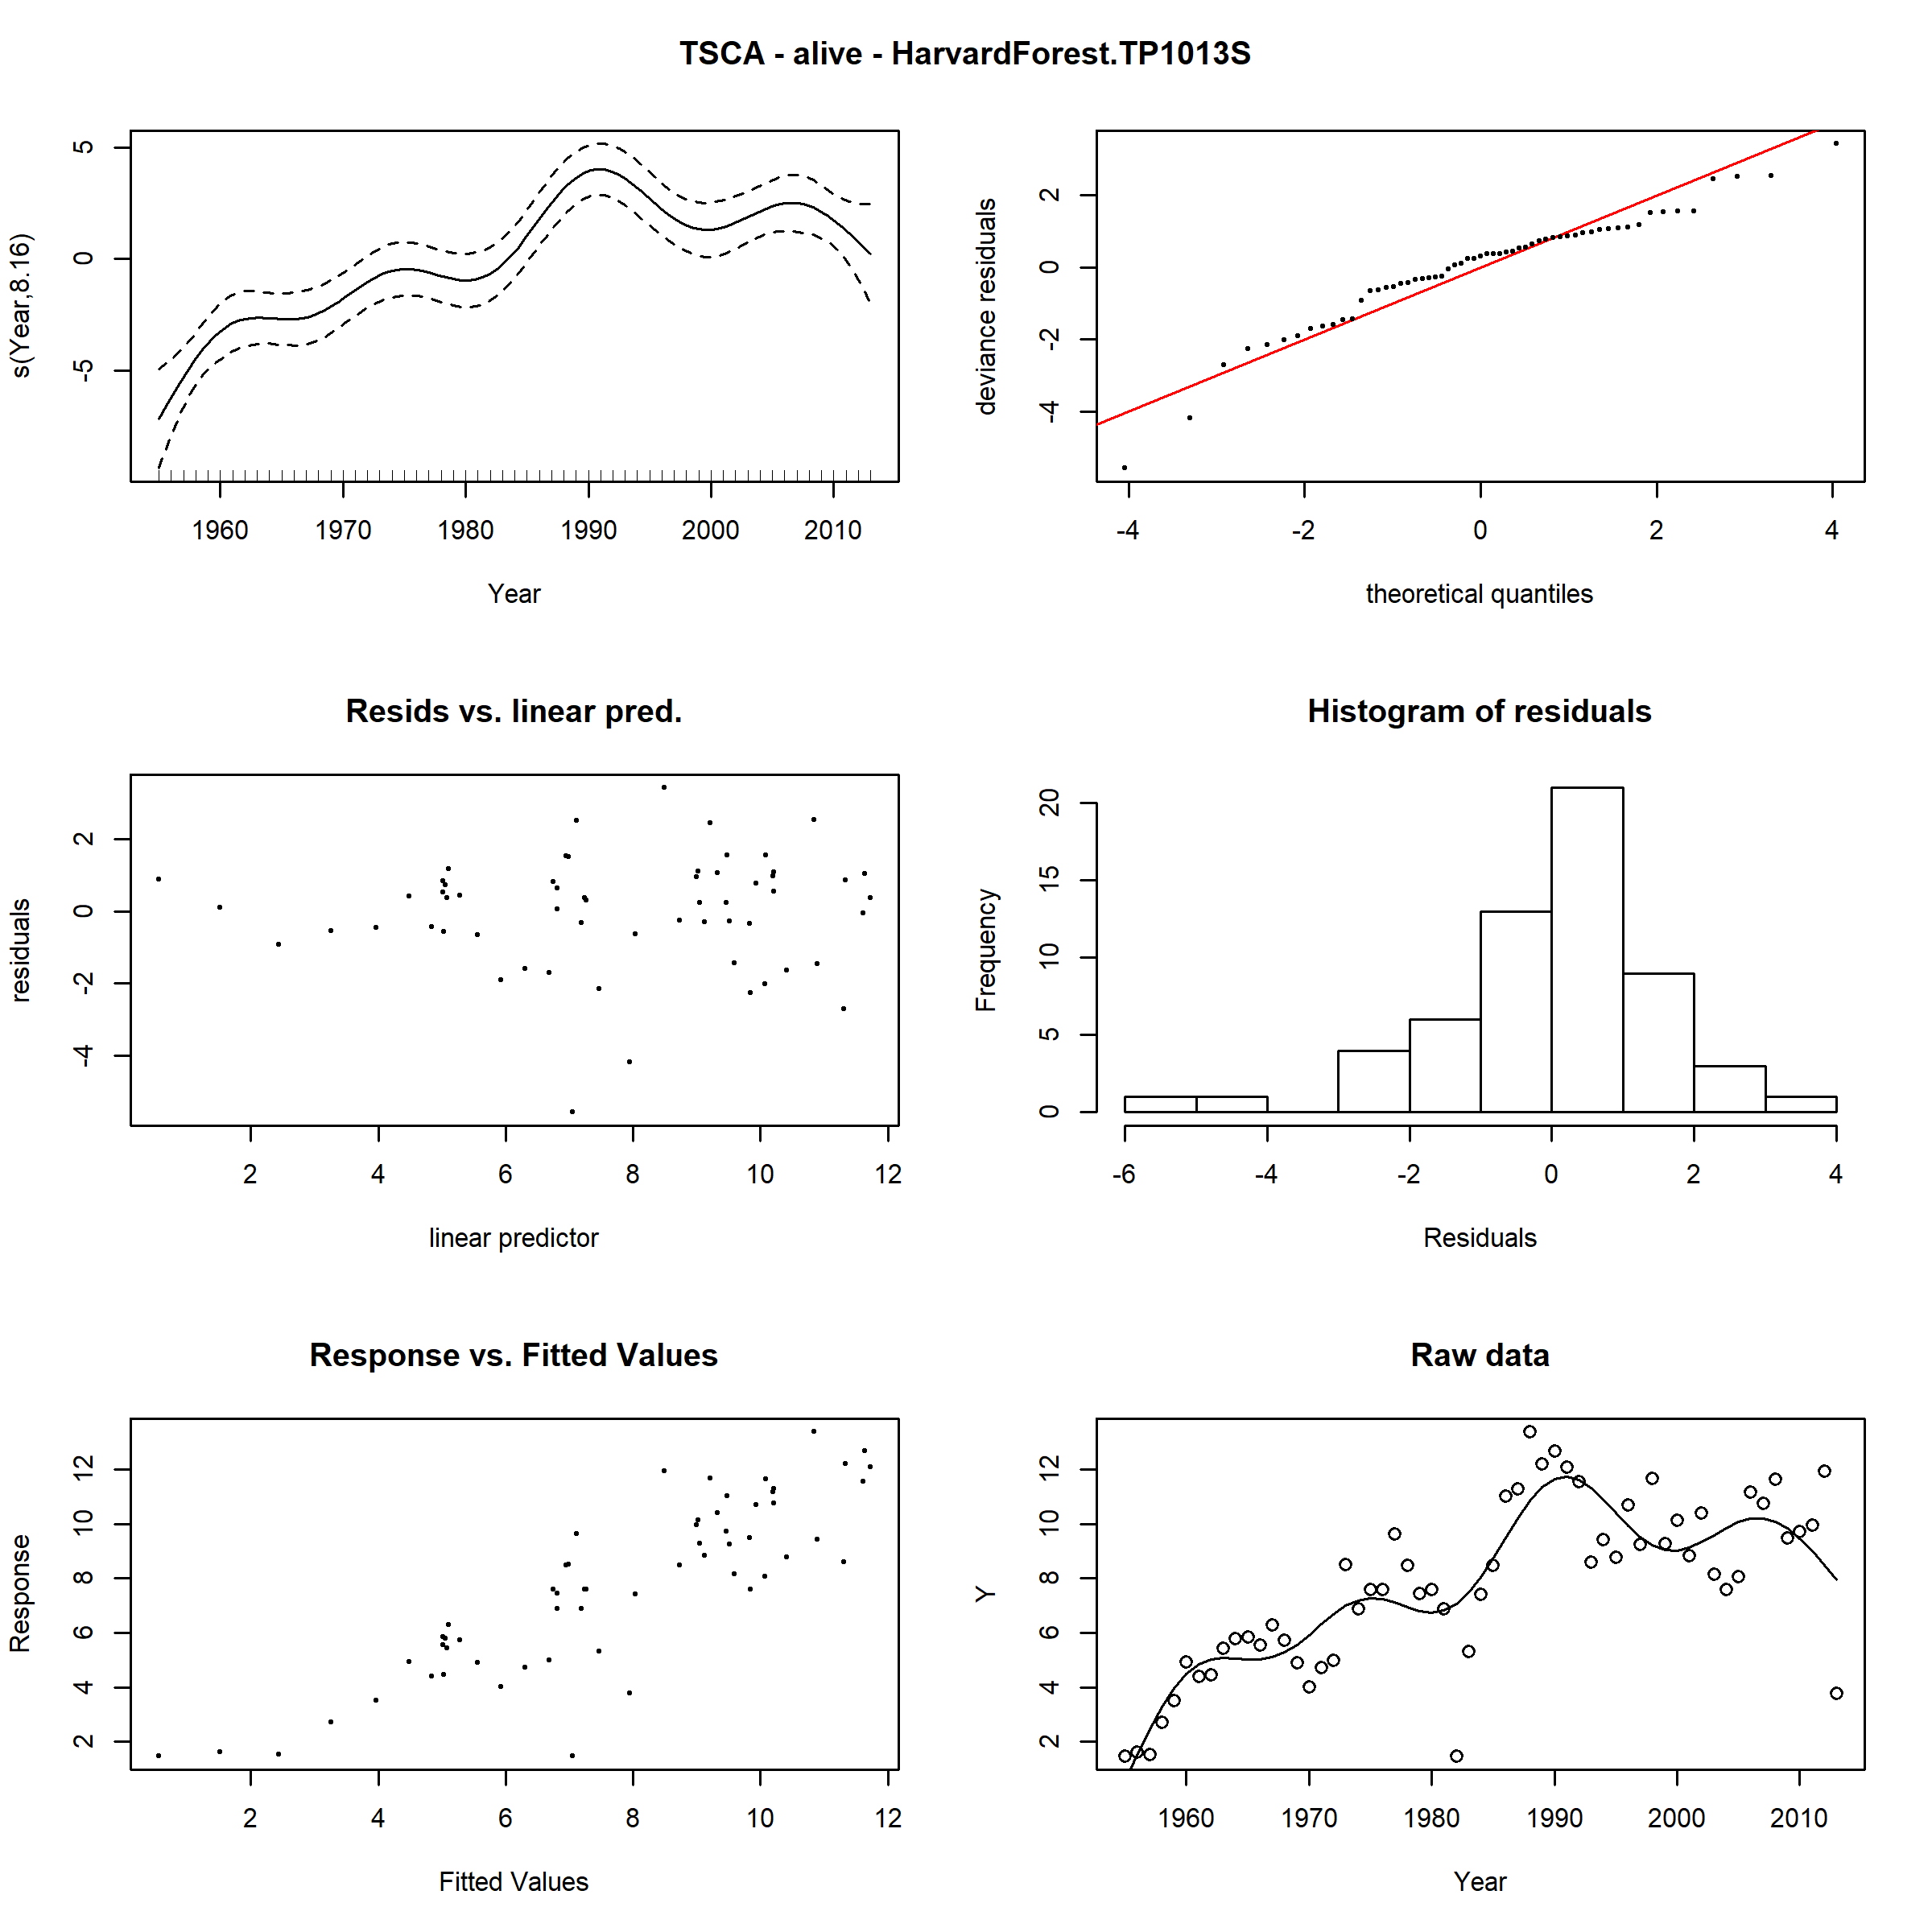 TSCA - alive - HarvardForest.TP1013S
s(Year,8.16)
5
0
-5
1960 1970 1980 1990 2000 2010
Year
deviance residuals
2
0
-2
-4
-4 -2 0 2 4
theoretical quantiles
Resids vs. linear pred.
residuals
2
0
-2
-4
2 4 6 8 10 12
linear predictor
Histogram of residuals
Frequency
20
15
10
5
0
-6 -4 -2 0 2 4
Residuals
Response vs. Fitted Values
Response
12
10
8
6
4
2
2 4 6 8 10 12
Fitted Values
Raw data
Y
12
10
8
6
4
2
1960 1970 1980 1990 2000 2010
Year